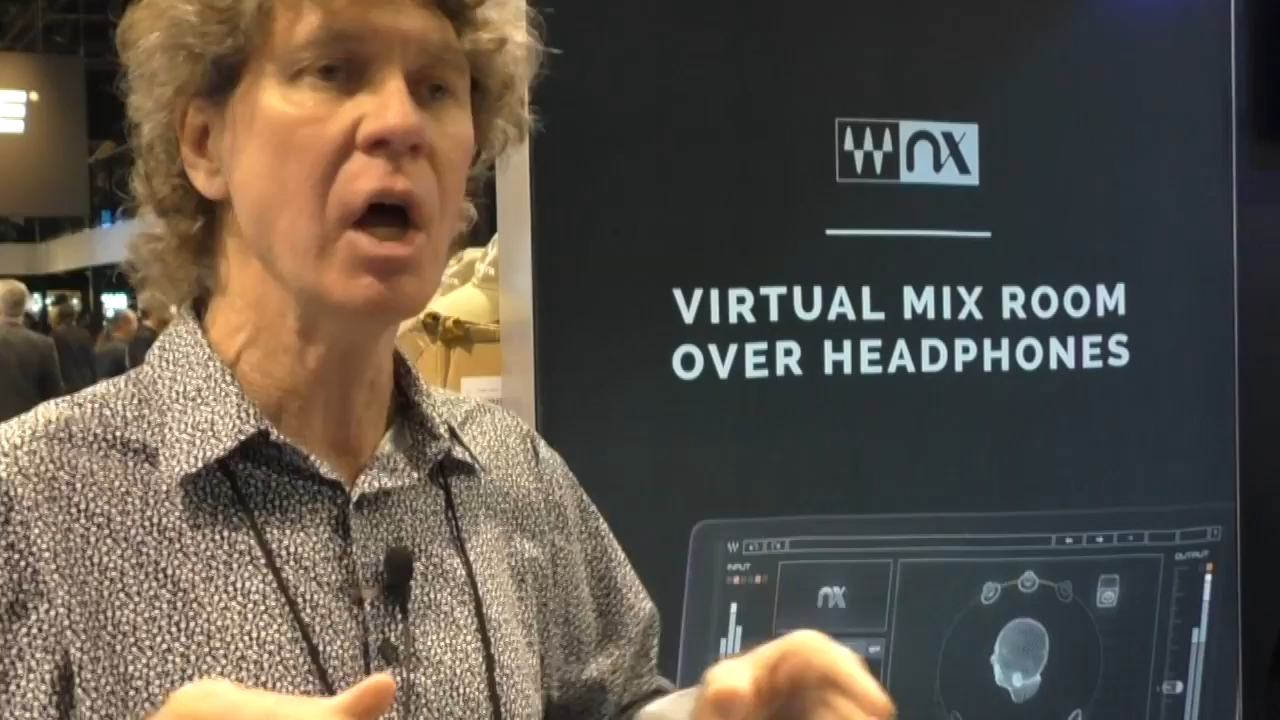 nx
VIRTUAL MIX ROOM
OVER HEADPHONES
INPUT
OUTPUT
nx